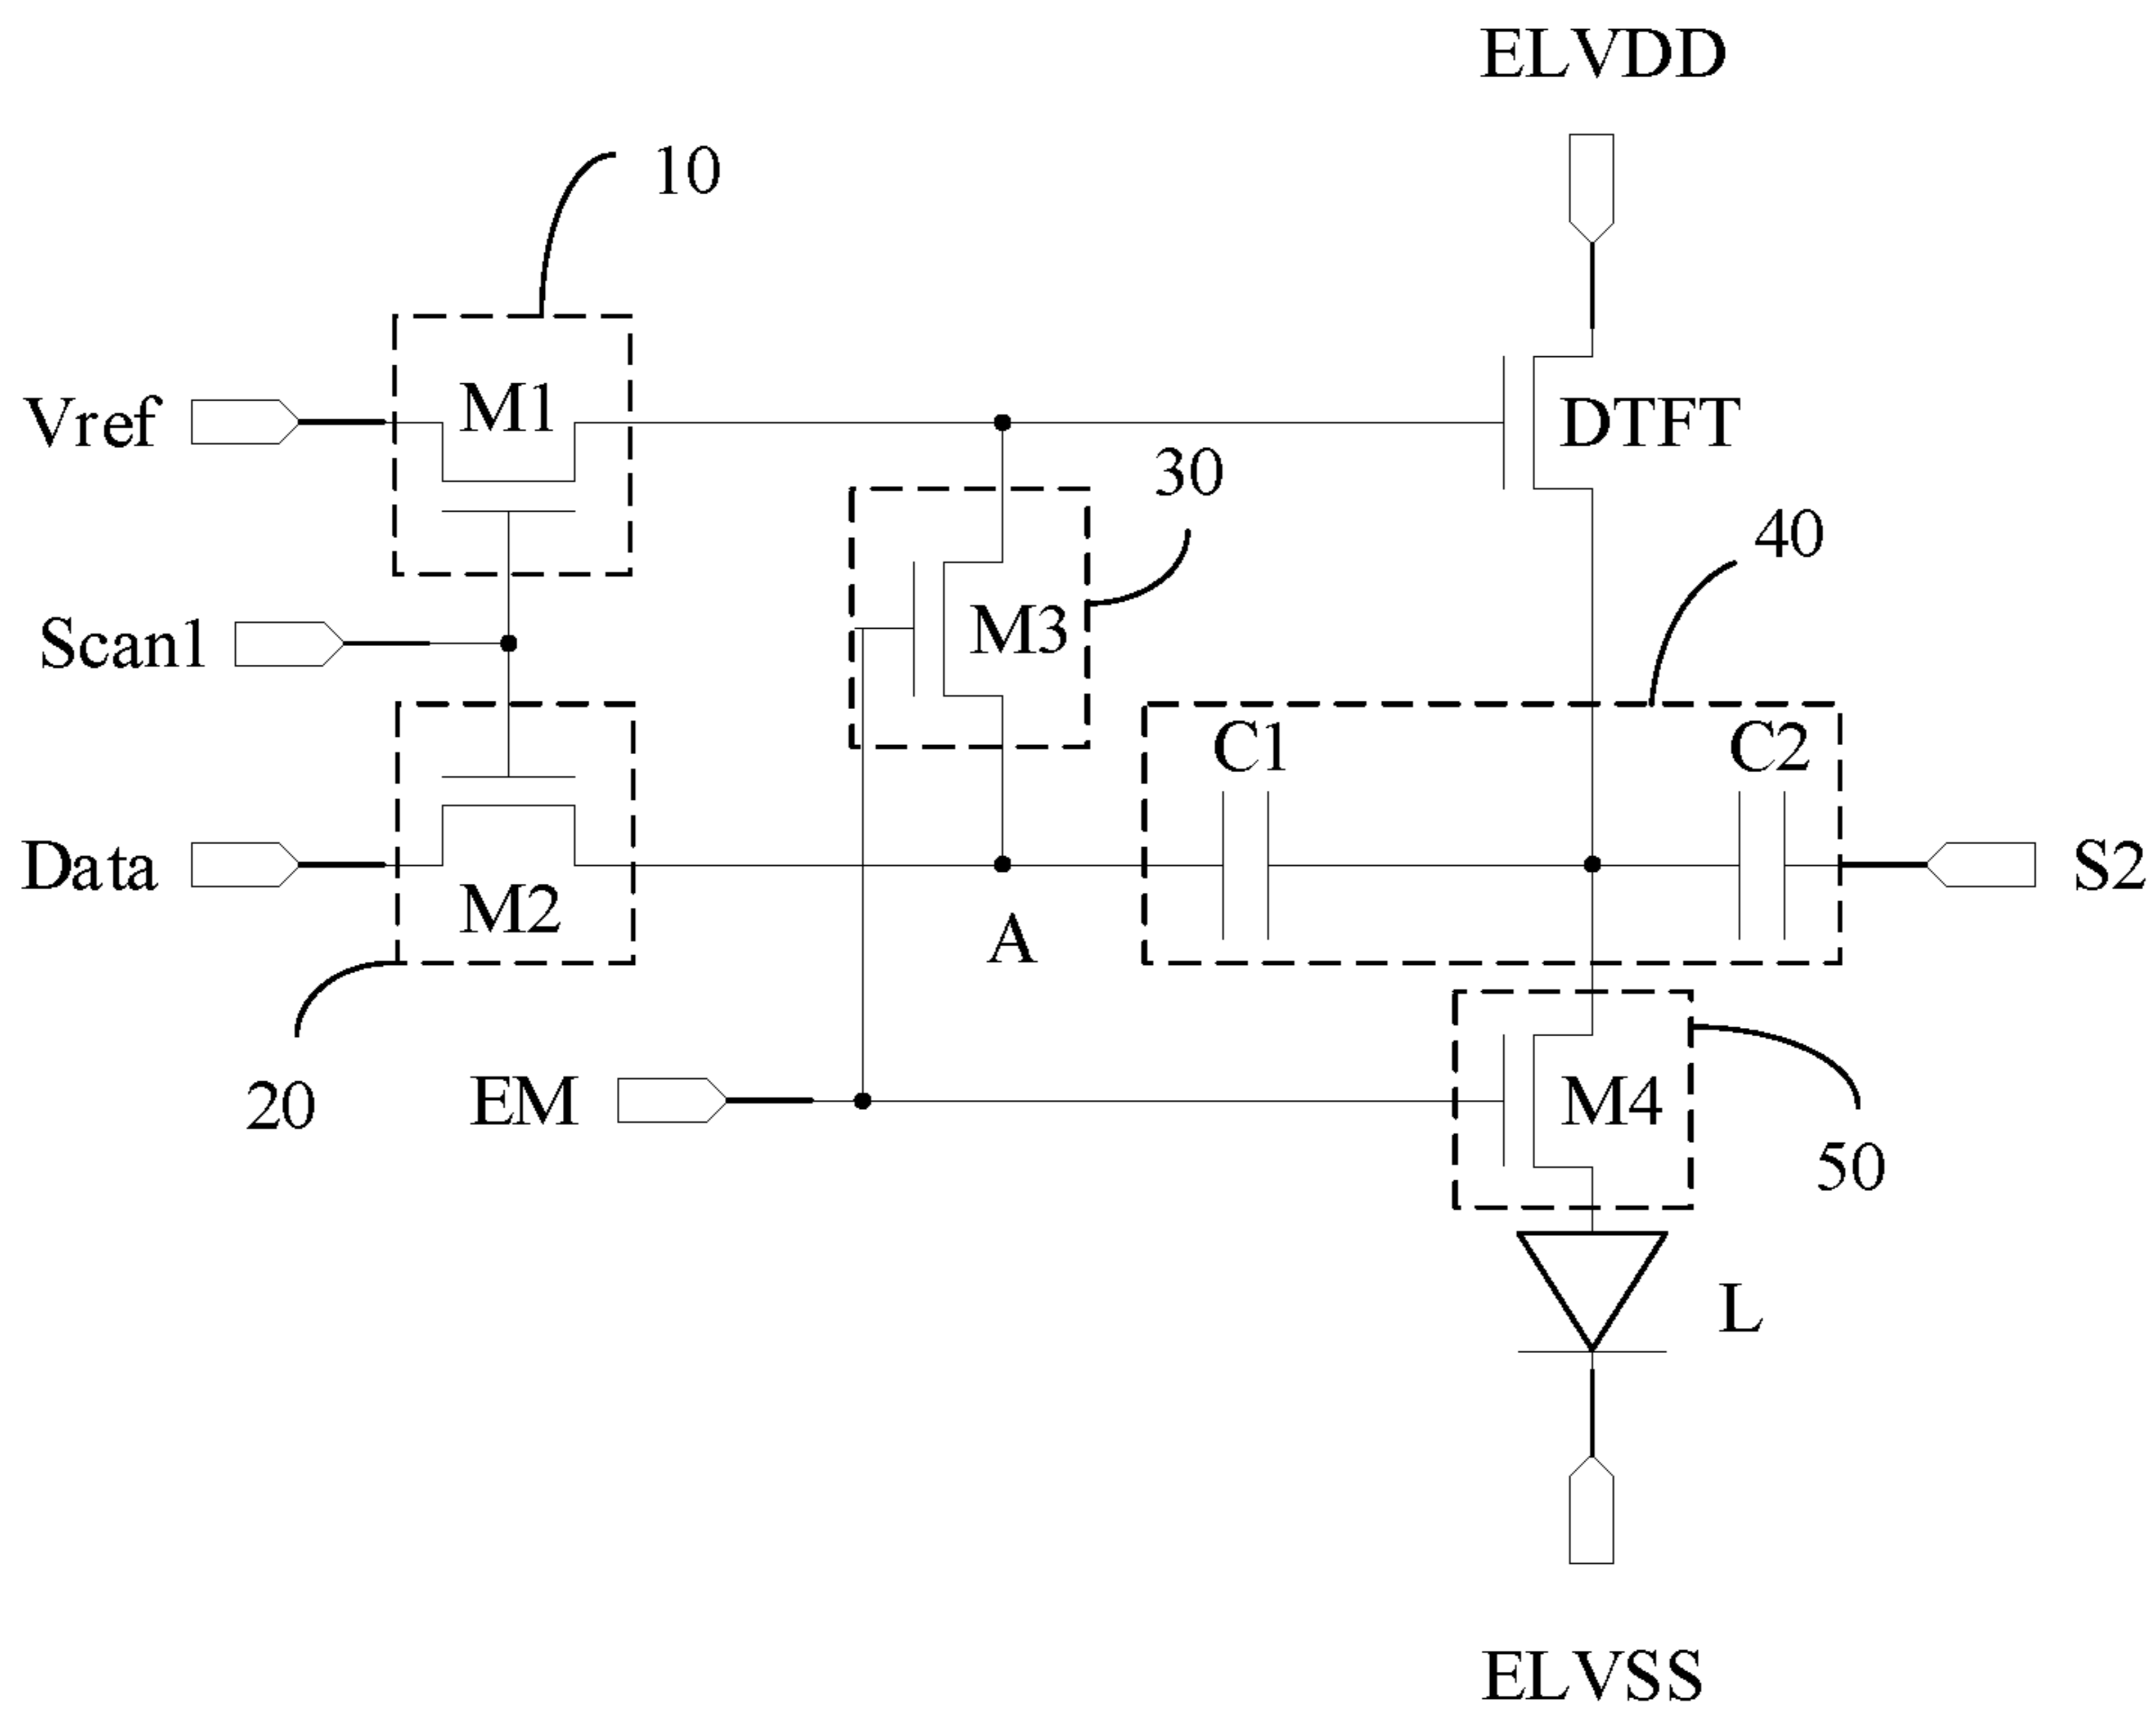 ELVDD
10
Vref
M1
DTFT
30
40
Scan1
M3
C1
C2
Data
M2
A
S2
20
EM
M4
50
L
ELVSS